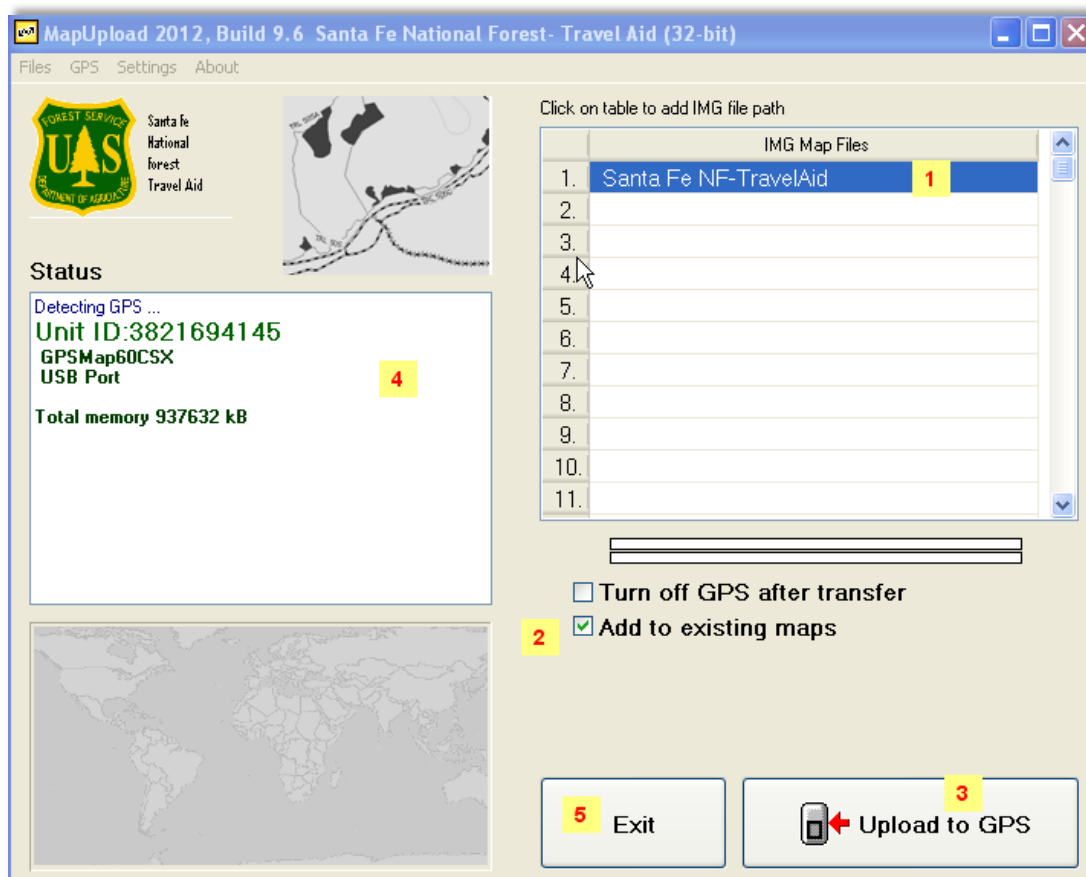 MapUpload 2012, Build 9.6 Santa Fe National Forest- Travel Aid (32-bit)
Files GPS Settings About
FOREST SERVICE
UAS
DEPARTMENT OF AGRICULTURE
Santa Fe
National
Forest
Travel Aid
TRL 505
Status
Detecting GPS ...
Unit ID:3821694145
GPSMap60CSX
USB Port
4
Total memory 937632 kB
Click on table to add IMG file path
IMG Map Files
1. Santa Fe NF-TravelAid 1
2.
3.
4.
5.
6.
7.
8.
9.
10.
11.
Turn off GPS after transfer
2 Add to existing maps
5 Exit
3
Upload to GPS